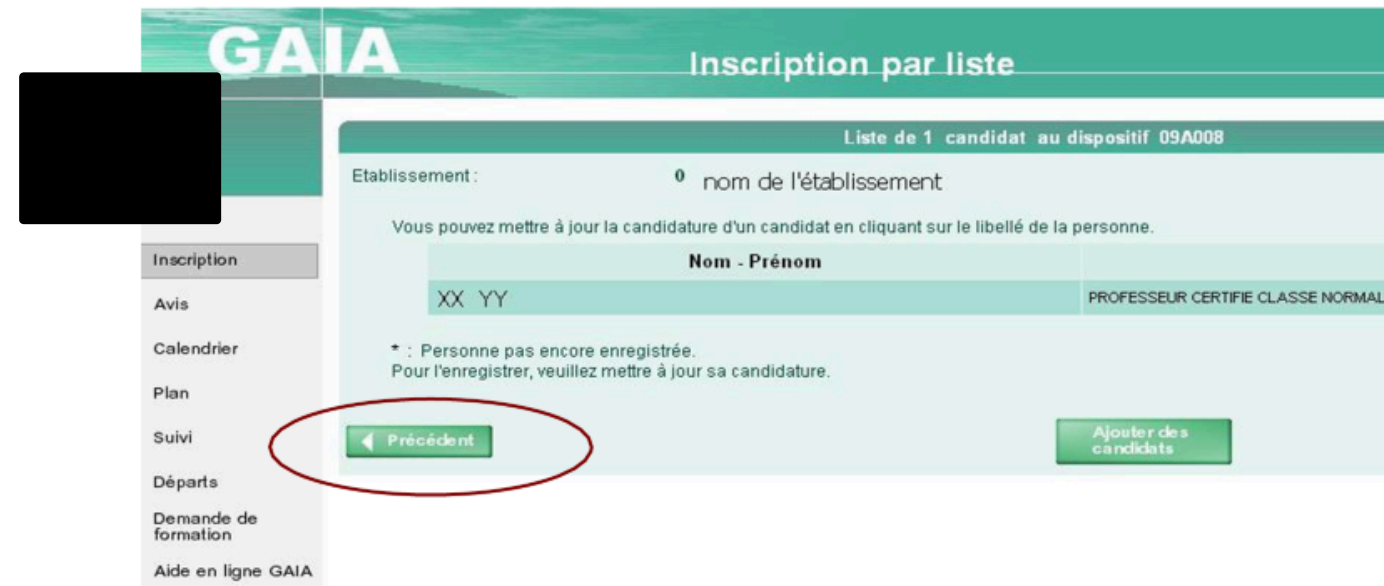 GAIA
Inscription par liste
Liste de 1 candidat au dispositif 09A008
Etablissement : 0 nom de l'établissement
Vous pouvez mettre à jour la candidature d'un candidat en cliquant sur le libellé de la personne.
Nom - Prénom
XX YY PROFESSEUR CERTIFIE CLASSE NORMAL
* : Personne pas encore enregistrée.
Pour l'enregistrer, veuillez mettre à jour sa candidature.
Précédent
Ajouter des
candidats
Inscription
Avis
Calendrier
Plan
Suivi
Départs
Demande de
formation
Aide en ligne GAIA